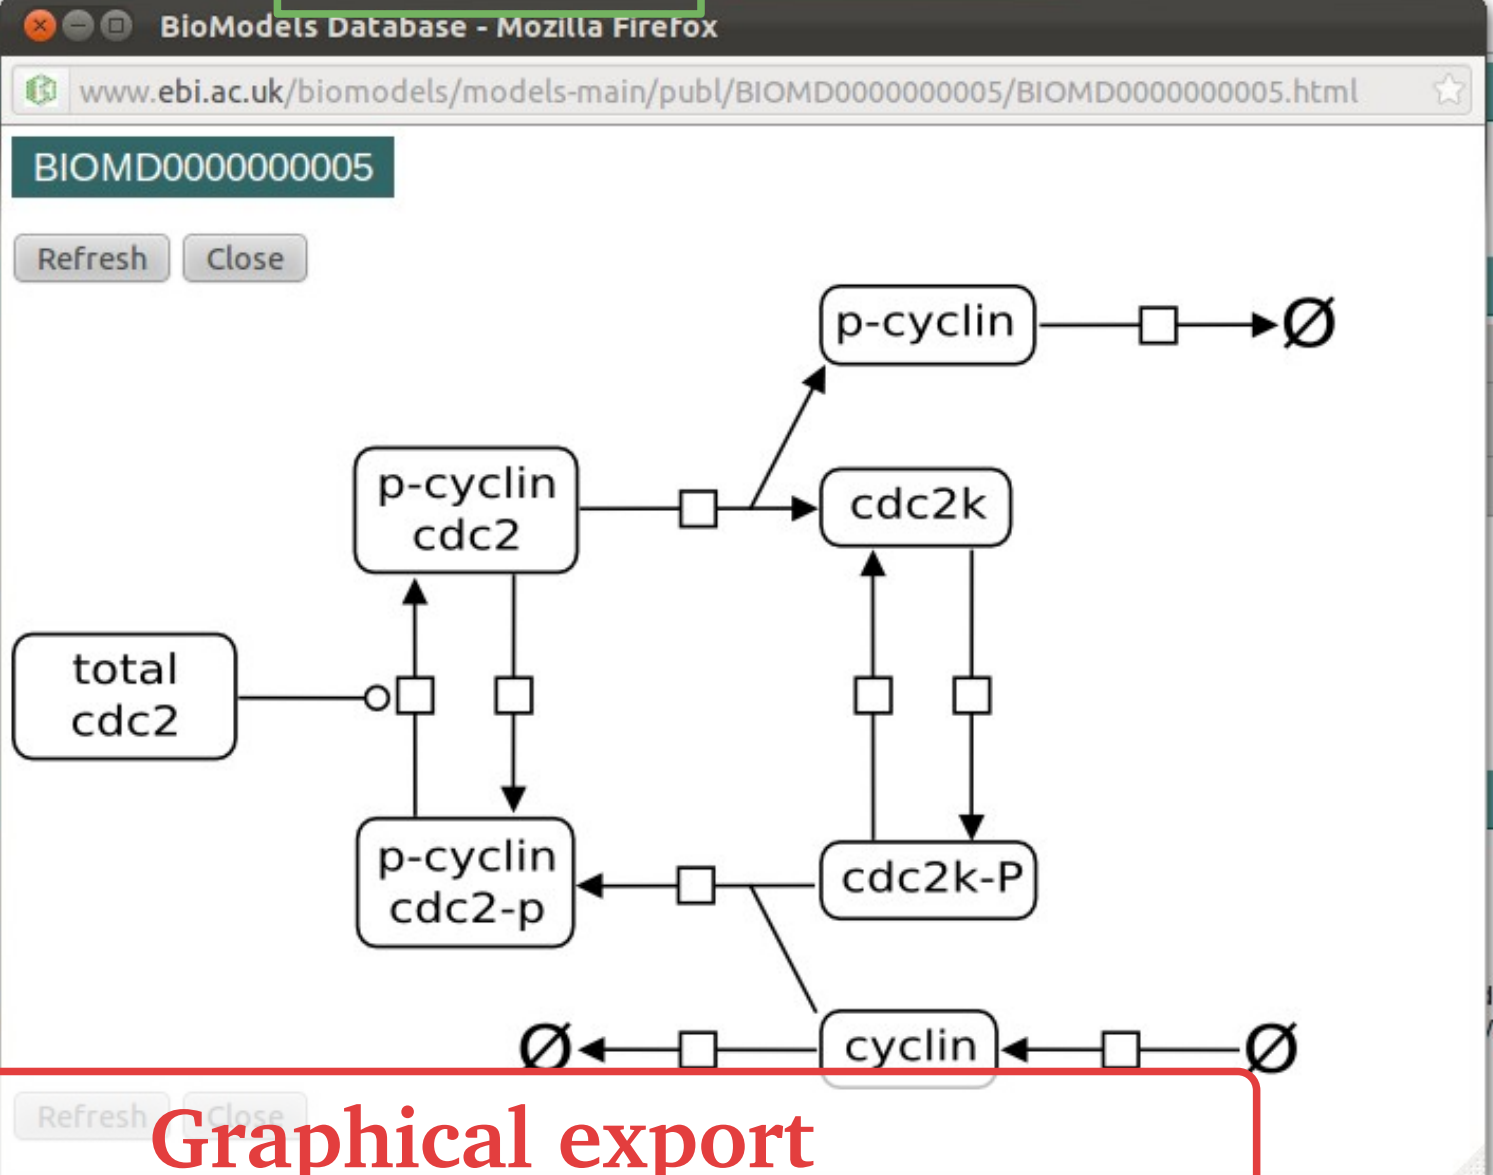 BioModels Database - Mozilla Firefox
www.ebi.ac.uk/biomodels/models-main/publ/BIOMD0000000005/BIOMD0000000005.html
BIOMD0000000005
Refresh Close
p-cyclin Ø
p-cyclin
cdc2
cdc2k
total
cdc2
p-cyclin
cdc2-p
cdc2k-P
Ø cyclin Ø
Refresh Close
Graphical export